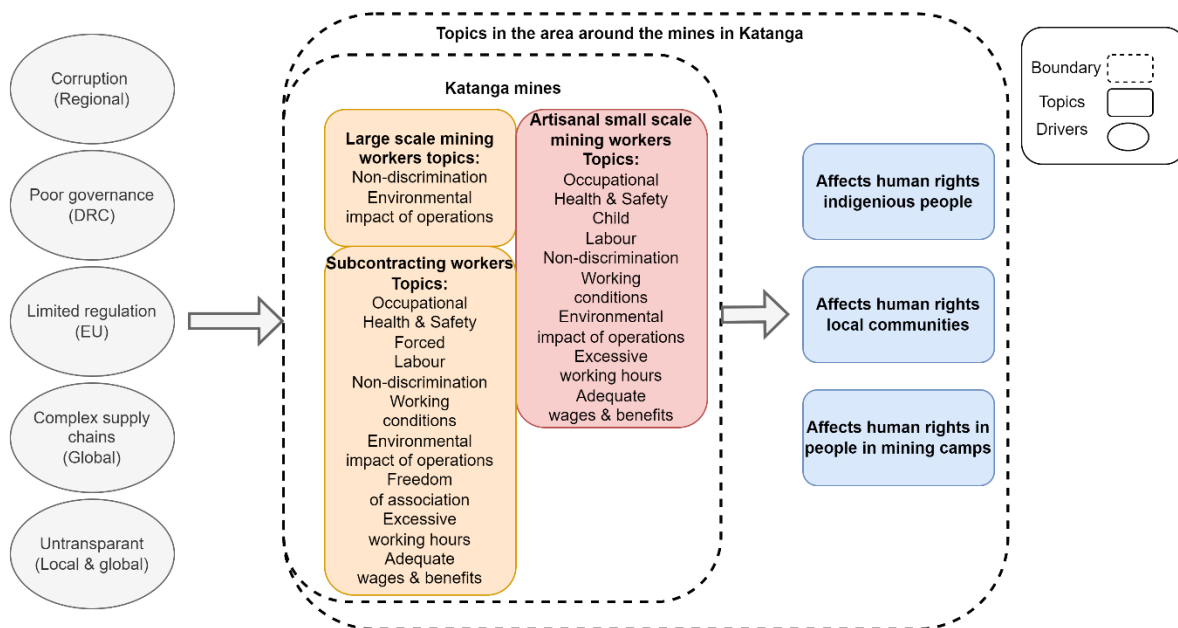 Corruption
(Regional)
Poor governance
(DRC)
Limited regulation
(EU)
Complex supply
chains
(Global)
Untransparant
(Local & global)
Topics in the area around the mines in Katanga
Katanga mines
Large scale mining
workers topics:
Non-discrimination
Environmental
impact of operations
Subcontracting workers
Topics:
Occupational
Health & Safety
Forced
Labour
Non-discrimination
Working
conditions
Environmental
impact of operations
Freedom
of association
Excessive
working hours
Adequate
wages & benefits
Artisanal small scale
mining workers
Topics:
Occupational
Health & Safety
Child
Labour
Non-discrimination
Working
conditions
Environmental
impact of operations
Excessive
working hours
Adequate
wages & benefits
Affects human rights
indigenious people
Affects human rights
local communities
Affects human rights in
people in mining camps
Boundary
Topics
Drivers